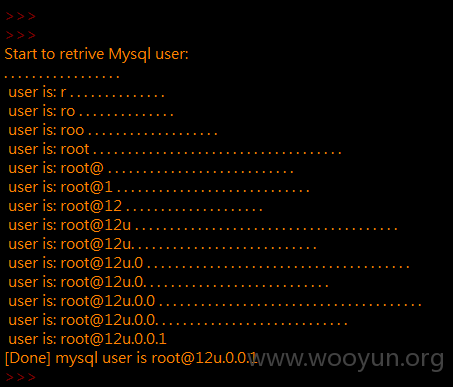 >>>
>>>
Start to retrive Mysql user:
. . . . . . . . . . . . . . . . .
user is: r . . . . . . . . . . . . . .
user is: ro . . . . . . . . . . . . . .
user is: roo . . . . . . . . . . . . . . . . . . .
user is: root . . . . . . . . . . . . . . . . . . . . . . . . . . . . . . . . . . . .
user is: root@ . . . . . . . . . . . . . . . . . . . . . . . . . . .
user is: root@1 . . . . . . . . . . . . . . . . . . . . . . . . . . . .
user is: root@12 . . . . . . . . . . . . . . . . . . . .
user is: root@12u . . . . . . . . . . . . . . . . . . . . . . . . . . . . . . . . . . . . . .
user is: root@12u. . . . . . . . . . . . . . . . . . . . . . . . . . .
user is: root@12u.0 . . . . . . . . . . . . . . . . . . . . . . . . . . . . . . . . . . . . . .
user is: root@12u.0. . . . . . . . . . . . . . . . . . . . . . . . . . .
user is: root@12u.0.0 . . . . . . . . . . . . . . . . . . . . . . . . . . . . . . . . . . . . . .
user is: root@12u.0.0. . . . . . . . . . . . . . . . . . . . . . . . . . . .
user is: root@12u.0.0.1
[Done] mysql user is root@12u.0.0.1
www.wooyun.org
>>>